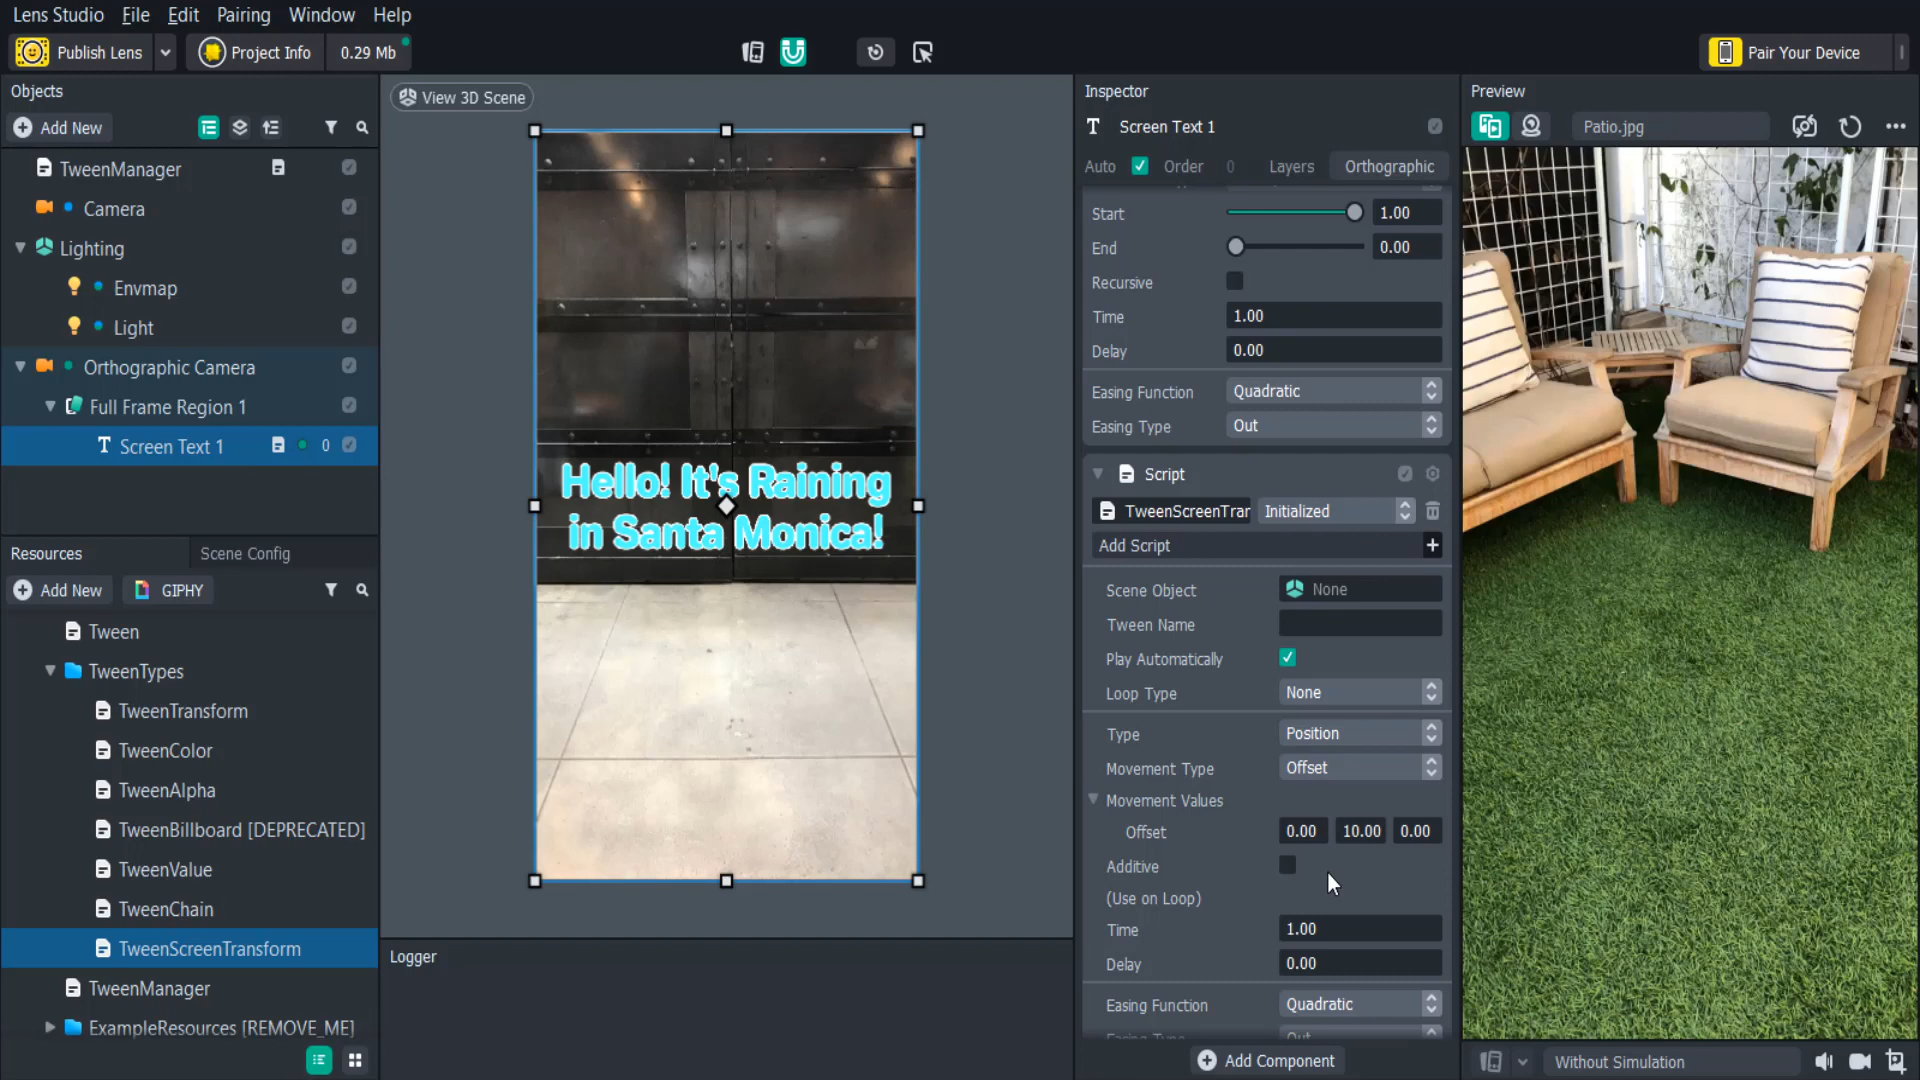 Lens Studio File Edit Pairing Window Help
Publish Lens Project Info 0.29 Mb Pair Your Device
Objects
Add New
TweenManager
Camera
Lighting
Envmap
Light
Orthographic Camera
Full Frame Region 1
Screen Text 1 0
Resources Scene Config
Add New GIPHY
Tween
TweenTypes
TweenTransform
TweenColor
TweenAlpha
TweenBillboard [DEPRECATED]
TweenValue
TweenChain
TweenScreenTransform
TweenManager
ExampleResources [REMOVE_ME]
View 3D Scene
Hello! It's Raining
in Santa Monica!
Logger
Inspector
Screen Text 1
Auto Order 0 Layers Orthographic
Start 1.00
End 0.00
Recursive
Time 1.00
Delay 0.00
Easing Function Quadratic
Easing Type Out
Script
TweenScreenTran Initialized
Add Script
Scene Object None
Tween Name
Play Automatically
Loop Type None
Type Position
Movement Type Offset
Movement Values
Offset 0.00 10.00 0.00
Additive
(Use on Loop)
Time 1.00
Delay 0.00
Easing Function Quadratic
Add Component
Preview
Patio.jpg
Without Simulation